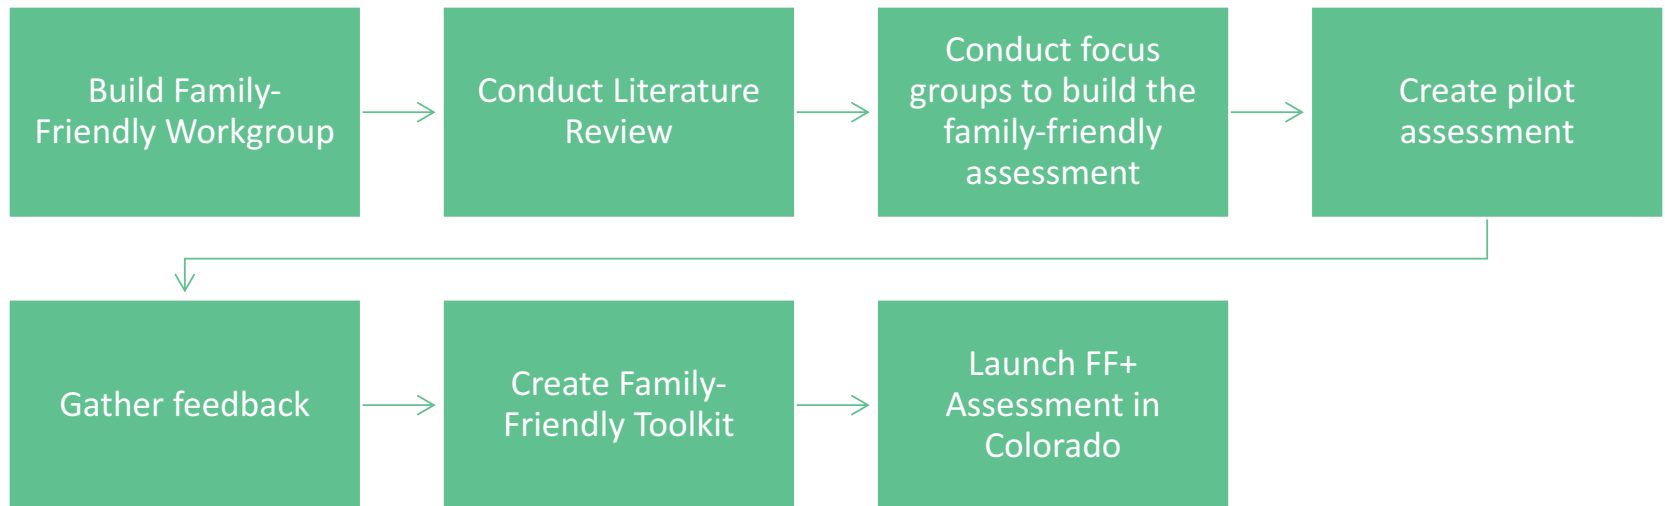 Build Family-
Friendly Workgroup
Conduct Literature
Review
Conduct focus
groups to build the
family-friendly
assessment
Create pilot
assessment
Gather feedback
Create Family-
Friendly Toolkit
Launch FF+
Assessment in
Colorado